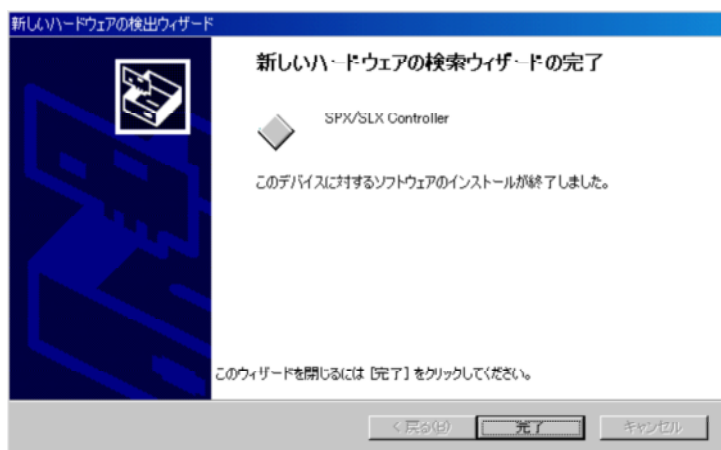 新しいハードウェアの検出ウィザード
新しいハードウェアの検索ウィザードの完了
SPX/SLX Controller
このデバイスに対するソフトウェアのインストールが終了しました。
このウィザードを閉じるには [完了] をクリックしてください。
< 戻る(B) 完了 キャンセル